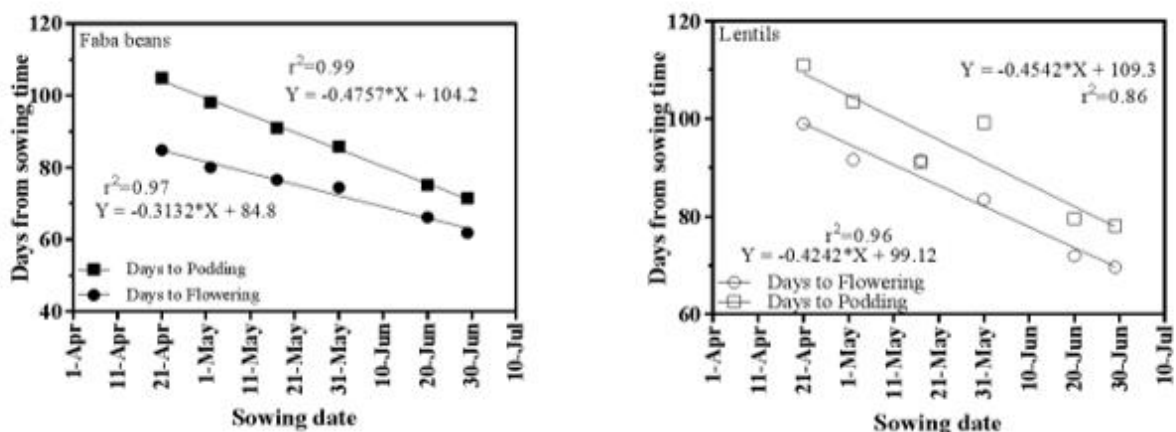 Faba beans
r²=0.99
Y = -0.4757*X + 104.2
r²=0.97
Y = -0.3132*X + 84.8
Days to Podding
Days to Flowering
120
100
80
60
40
Days from sowing time
1-Apr
11-Apr
21-Apr
1-May
11-May
21-May
31-May
10-Jun
20-Jun
30-Jun
10-Jul
Sowing date
Lentils
Y = -0.4542*X + 109.3
r²=0.86
r²=0.96
Y = -0.4242*X + 99.12
Days to Flowering
Days to Podding
120
100
80
60
Days from sowing time
1-Apr
11-Apr
21-Apr
1-May
11-May
21-May
31-May
10-Jun
20-Jun
30-Jun
10-Jul
Sowing date